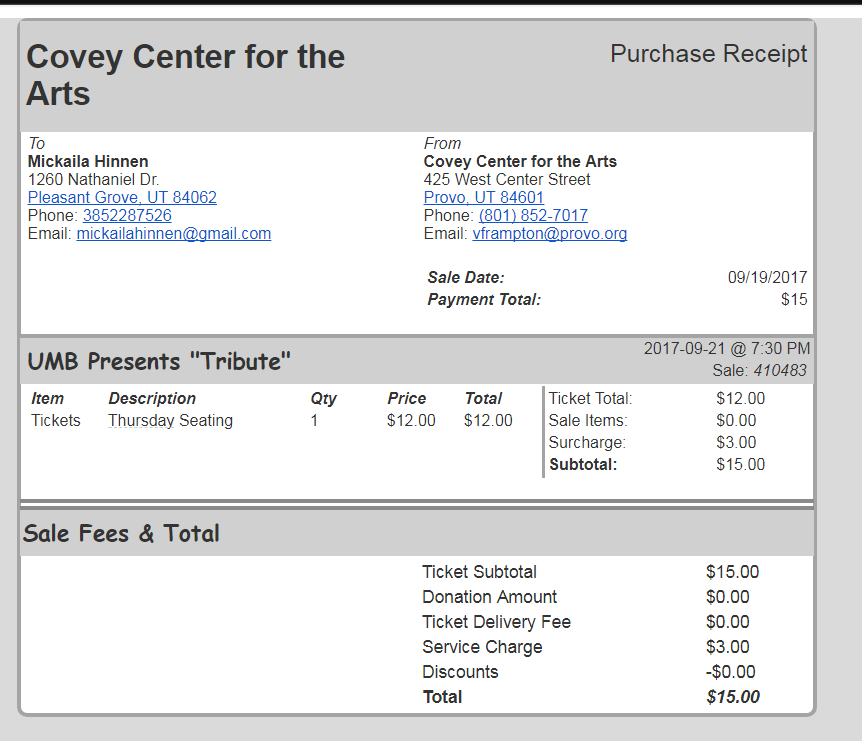 Covey Center for the
Arts
Purchase Receipt
To
Mickaila Hinnen
1260 Nathaniel Dr.
Pleasant Grove, UT 84062
Phone: 3852287526
Email: mickailahinnen@gmail.com
From
Covey Center for the Arts
425 West Center Street
Provo, UT 84601
Phone: (801) 852-7017
Email: vframpton@provo.org
Sale Date: 09/19/2017
Payment Total: $15
UMB Presents "Tribute"
2017-09-21 @ 7:30 PM
Sale: 410483
Item Description Qty Price Total
Tickets Thursday Seating 1 $12.00 $12.00
Ticket Total: $12.00
Sale Items: $0.00
Surcharge: $3.00
Subtotal: $15.00
Sale Fees & Total
Ticket Subtotal $15.00
Donation Amount $0.00
Ticket Delivery Fee $0.00
Service Charge $3.00
Discounts -$0.00
Total $15.00